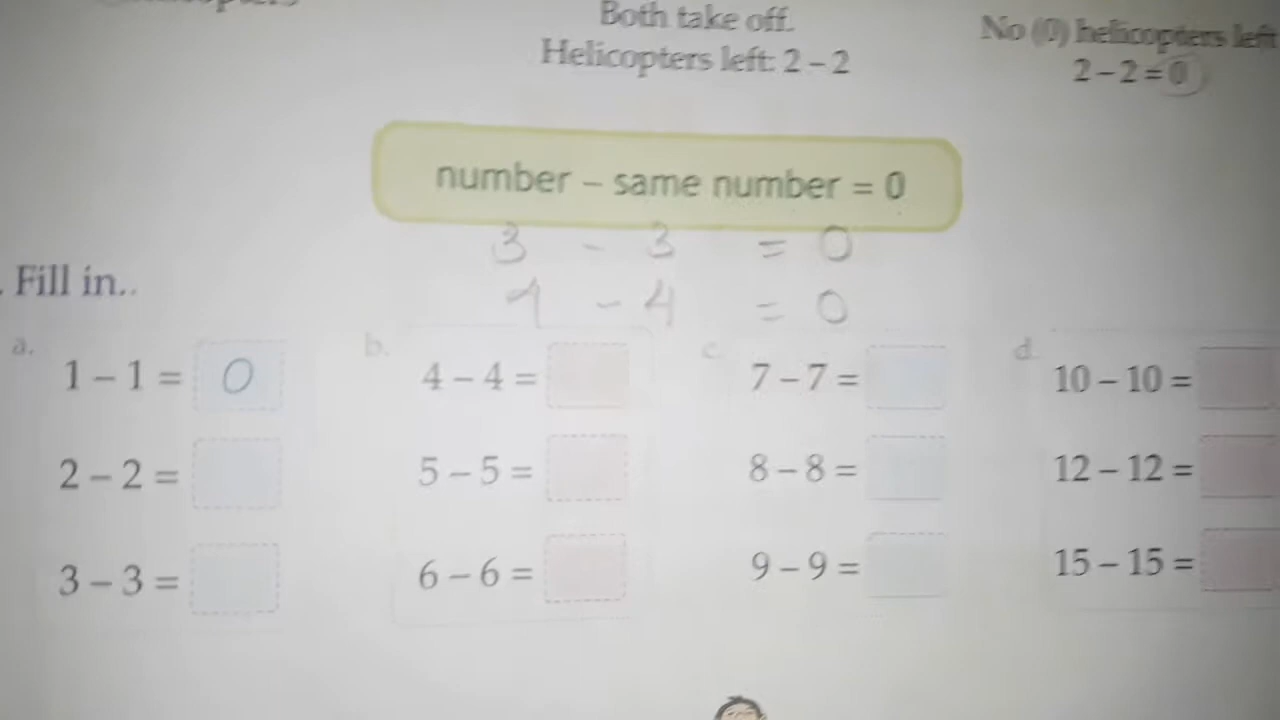 Both take off.
Helicopters left: 2 – 2
No (0) helicopters left
2 – 2 = 0
number – same number = 0
3 - 3 = 0
4 - 4 = 0
Fill in..
a.
1 – 1 = 0
2 – 2 =
3 – 3 =
b.
4 – 4 =
5 – 5 =
6 – 6 =
c.
7 – 7 =
8 – 8 =
9 – 9 =
d.
10 – 10 =
12 – 12 =
15 – 15 =